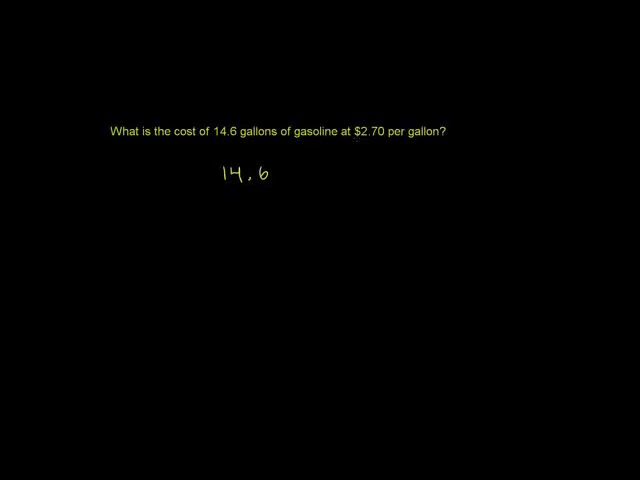 What is the cost of 14.6 gallons of gasoline at $2.70 per gallon?
14.6